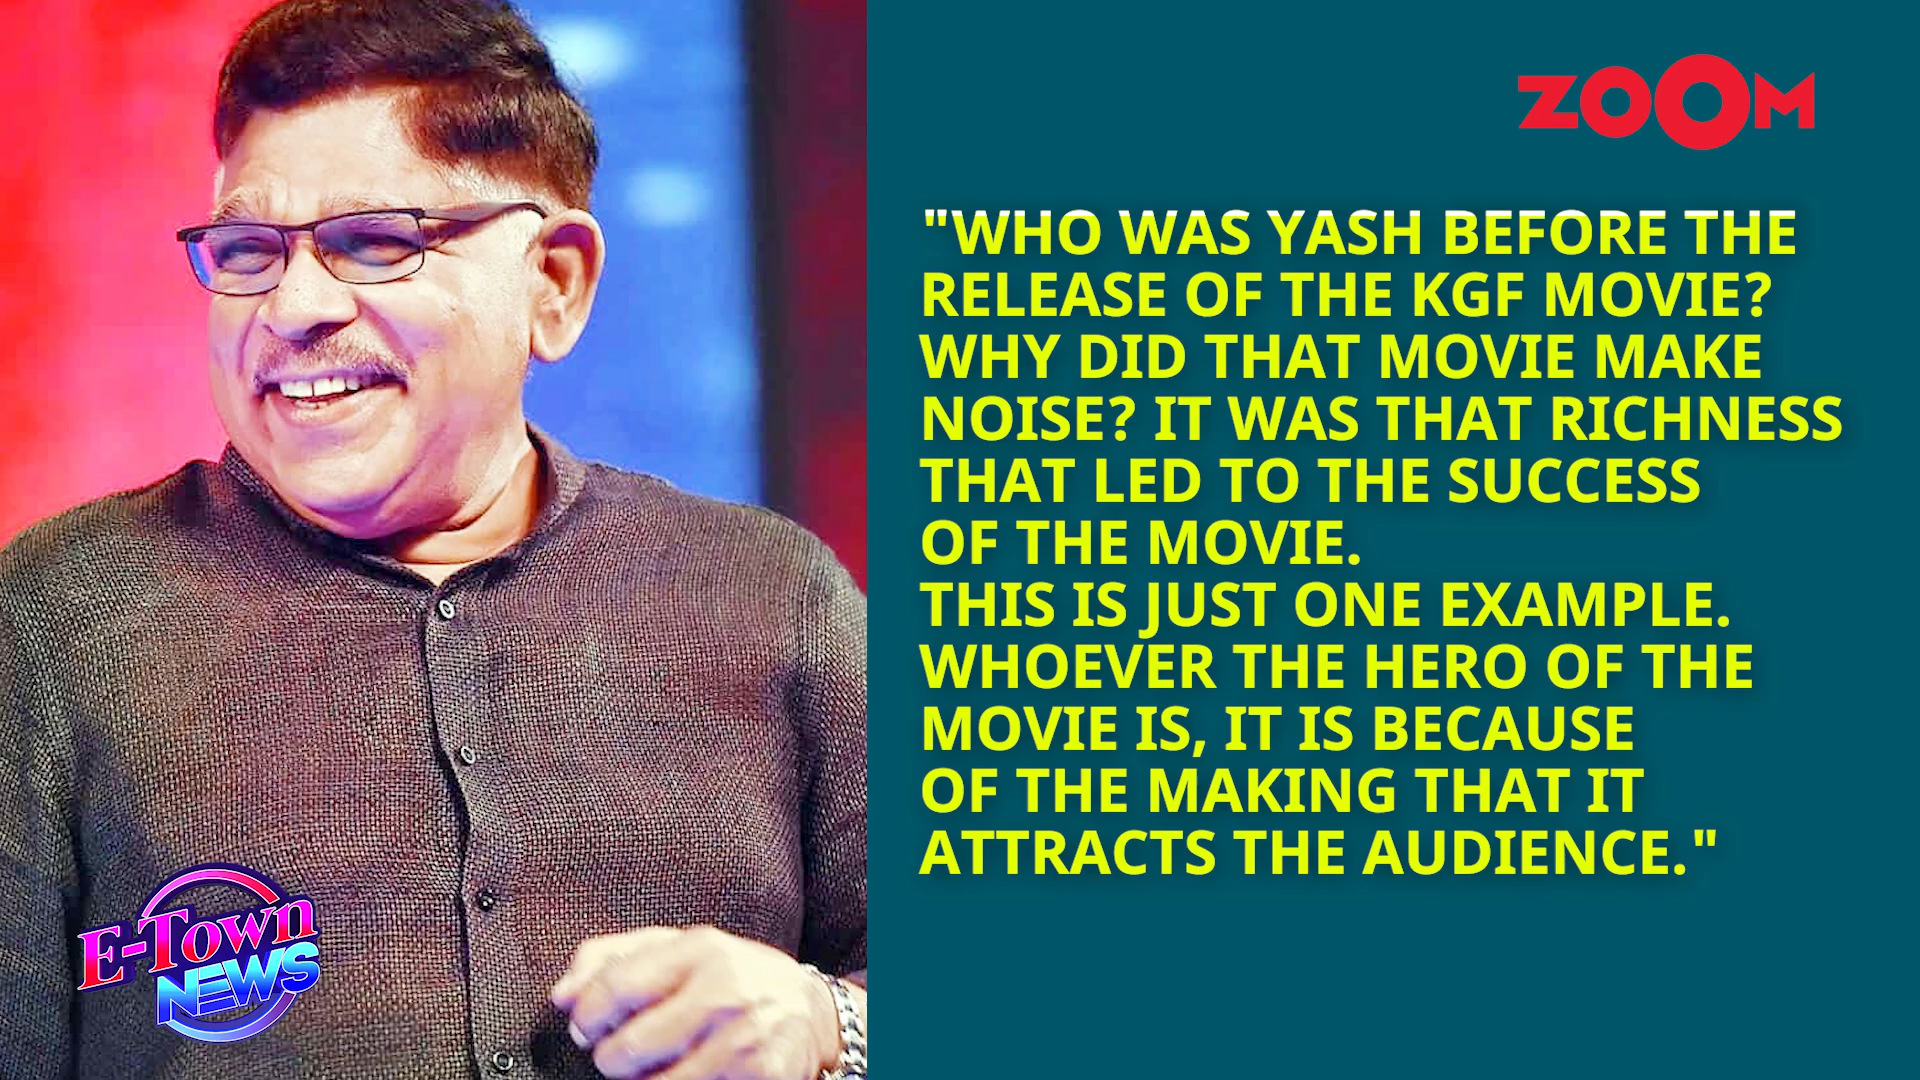 ZOOM
"WHO WAS YASH BEFORE THE
RELEASE OF THE KGF MOVIE?
WHY DID THAT MOVIE MAKE
NOISE? IT WAS THAT RICHNESS
THAT LED TO THE SUCCESS
OF THE MOVIE.
THIS IS JUST ONE EXAMPLE.
WHOEVER THE HERO OF THE
MOVIE IS, IT IS BECAUSE
OF THE MAKING THAT IT
ATTRACTS THE AUDIENCE."
E-Town
NEWS